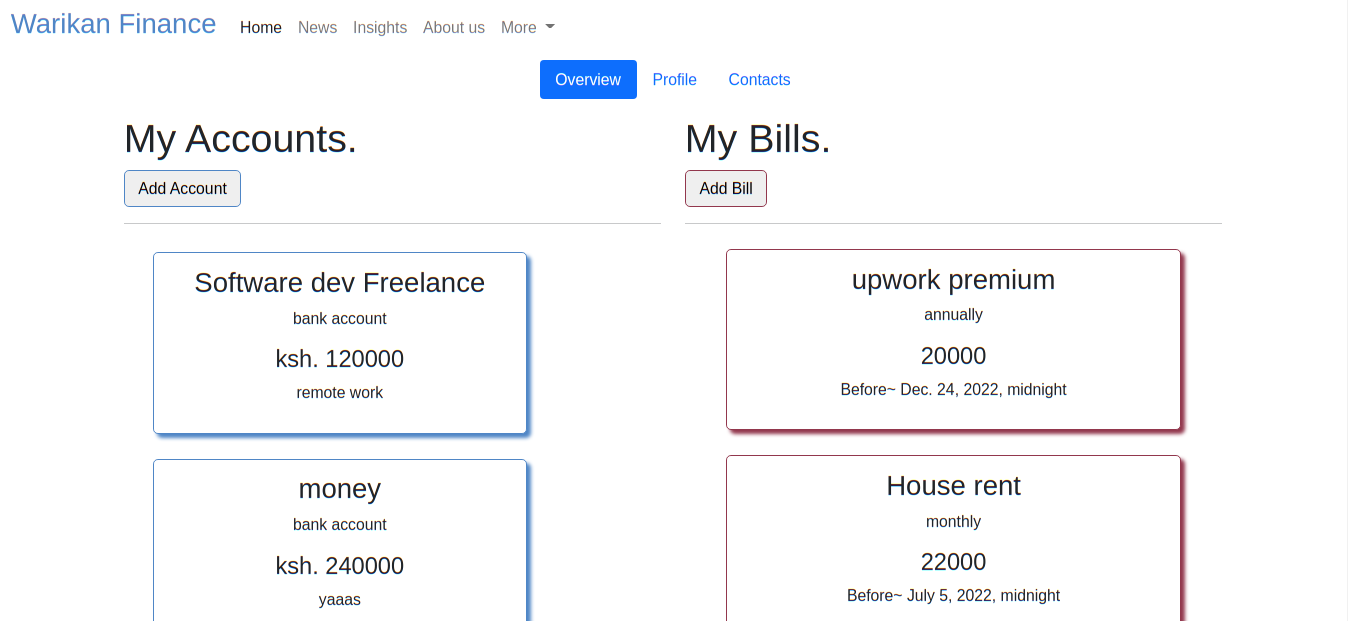 Warikan Finance Home News Insights About us More
Overview Profile Contacts
My Accounts.
Add Account
Software dev Freelance
bank account
ksh. 120000
remote work
money
bank account
ksh. 240000
yaaas
My Bills.
Add Bill
upwork premium
annually
20000
Before~ Dec. 24, 2022, midnight
House rent
monthly
22000
Before~ July 5, 2022, midnight